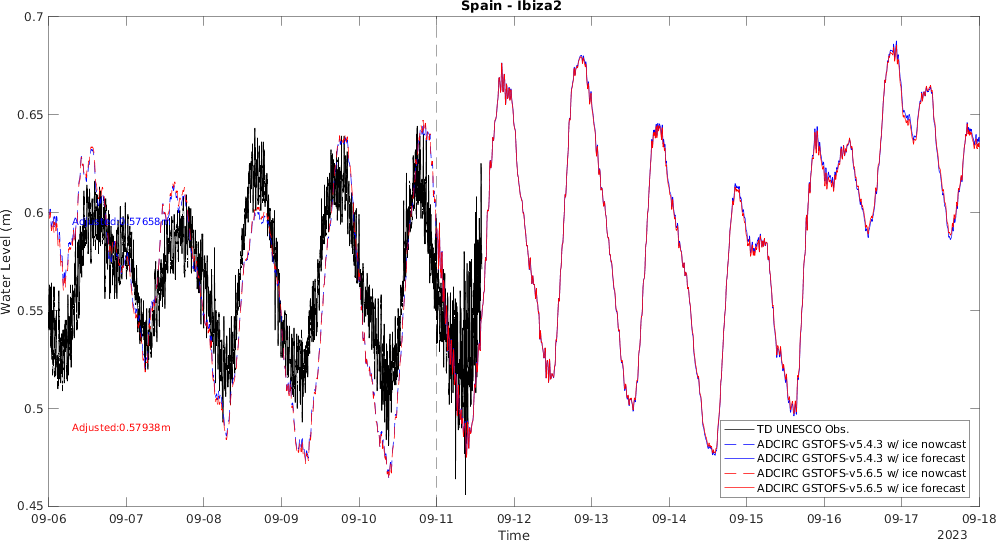 Spain - Ibiza2
0.7
0.65
0.6
0.55
0.5
0.45
Water Level (m)
Adjusted:0.57658m
Adjusted:0.57938m
TD UNESCO Obs.
ADCIRC GSTOFS-v5.4.3 w/ ice nowcast
ADCIRC GSTOFS-v5.4.3 w/ ice forecast
ADCIRC GSTOFS-v5.6.5 w/ ice nowcast
ADCIRC GSTOFS-v5.6.5 w/ ice forecast
09-06 09-07 09-08 09-09 09-10 09-11 09-12 09-13 09-14 09-15 09-16 09-17 09-18
Time
2023